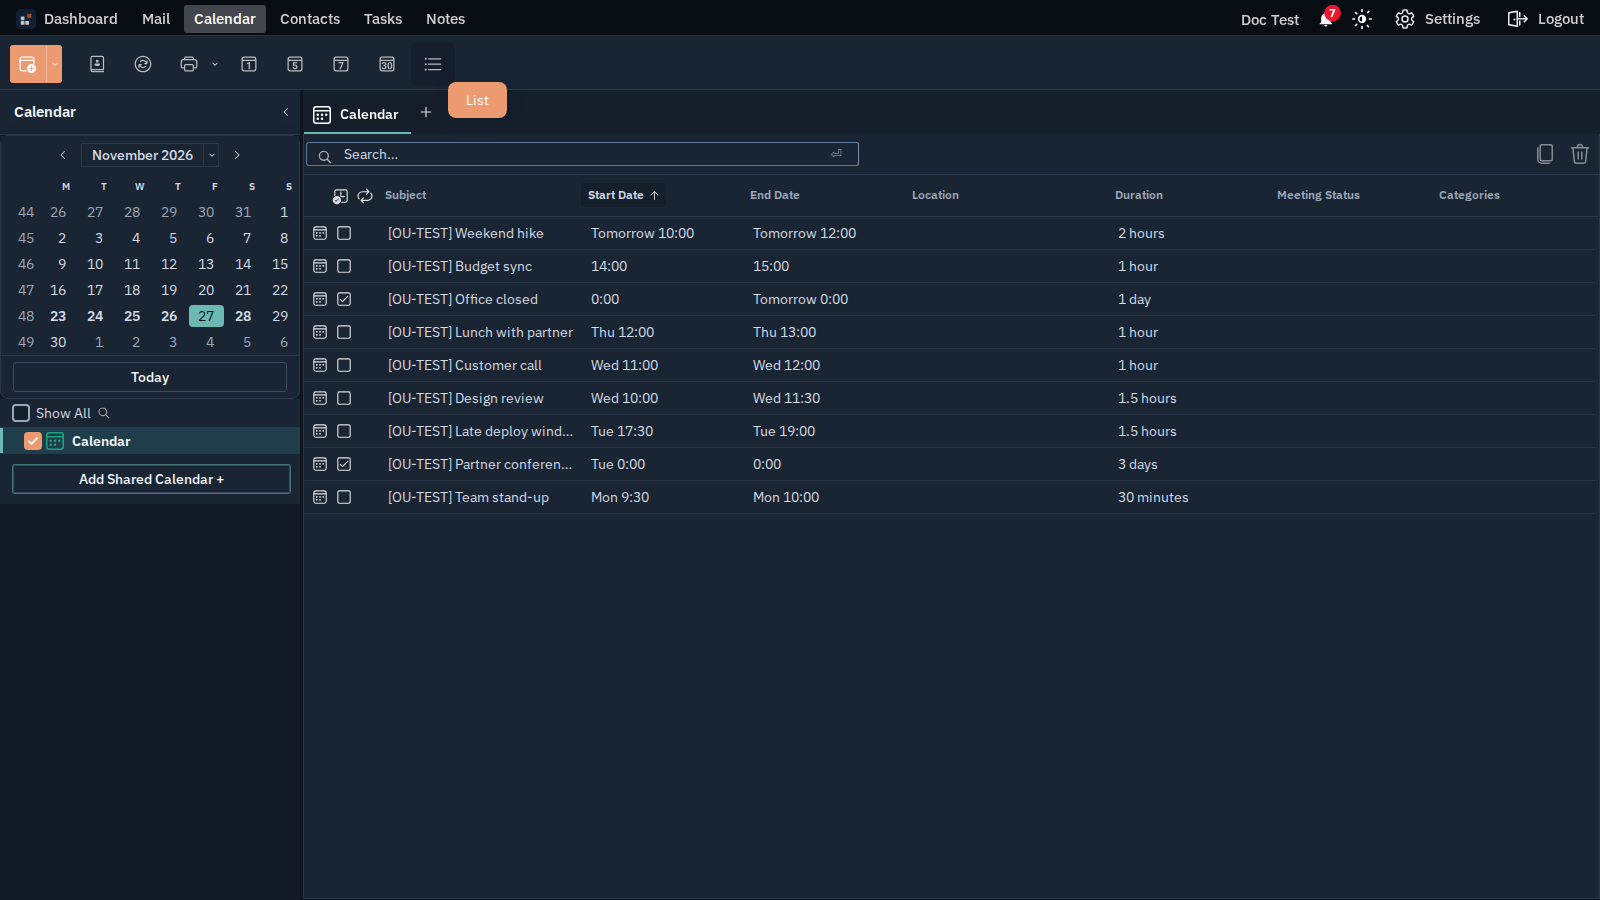 Dashboard Mail Calendar Contacts Tasks Notes Doc Test 7 Settings Logout
1 5 7 30
List
Calendar
Calendar
November 2026
M T W T F S S
44 26 27 28 29 30 31 1
45 2 3 4 5 6 7 8
46 9 10 11 12 13 14 15
47 16 17 18 19 20 21 22
48 23 24 25 26 27 28 29
49 30 1 2 3 4 5 6
Today
Show All
Calendar
Add Shared Calendar +
Search...
Subject Start Date End Date Location Duration Meeting Status Categories
[OU-TEST] Weekend hike Tomorrow 10:00 Tomorrow 12:00 2 hours
[OU-TEST] Budget sync 14:00 15:00 1 hour
[OU-TEST] Office closed 0:00 Tomorrow 0:00 1 day
[OU-TEST] Lunch with partner Thu 12:00 Thu 13:00 1 hour
[OU-TEST] Customer call Wed 11:00 Wed 12:00 1 hour
[OU-TEST] Design review Wed 10:00 Wed 11:30 1.5 hours
[OU-TEST] Late deploy wind... Tue 17:30 Tue 19:00 1.5 hours
[OU-TEST] Partner conferen... Tue 0:00 0:00 3 days
[OU-TEST] Team stand-up Mon 9:30 Mon 10:00 30 minutes